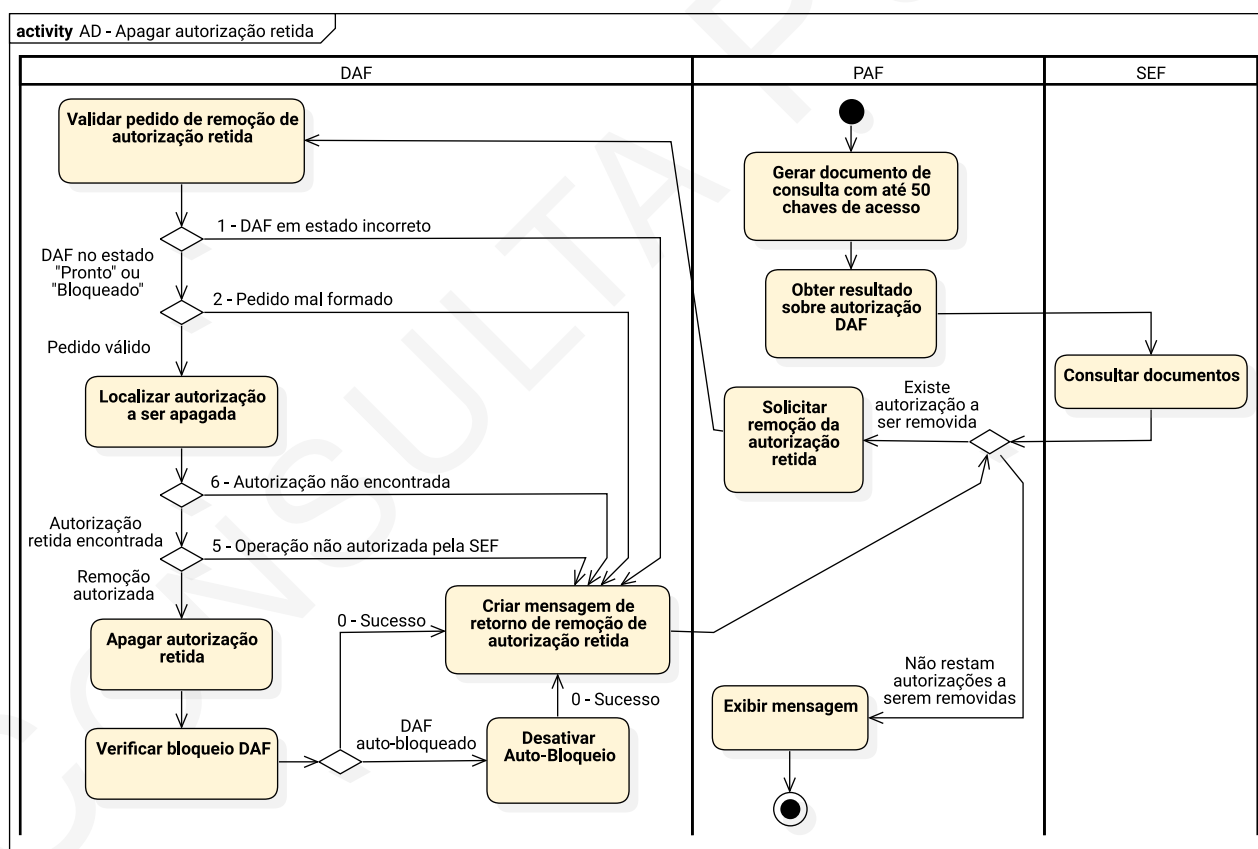 activity AD - Apagar autorização retida
DAF
PAF
SEF
Validar pedido de remoção de
autorização retida
1 - DAF em estado incorreto
DAF no estado
"Pronto" ou
"Bloqueado"
2 - Pedido mal formado
Pedido válido
Localizar autorização
a ser apagada
6 - Autorização não encontrada
Autorização
retida encontrada
5 - Operação não autorizada pela SEF
Remoção
autorizada
Apagar autorização
retida
Verificar bloqueio DAF
0 - Sucesso
DAF
auto-bloqueado
Desativar
Auto-Bloqueio
0 - Sucesso
Criar mensagem de
retorno de remoção de
autorização retida
Gerar documento de
consulta com até 50
chaves de acesso
Obter resultado
sobre autorização
DAF
Consultar documentos
Existe
autorização a
ser removida
Solicitar
remoção da
autorização
retida
Não restam
autorizações a
serem removidas
Exibir mensagem
CONSULTA P